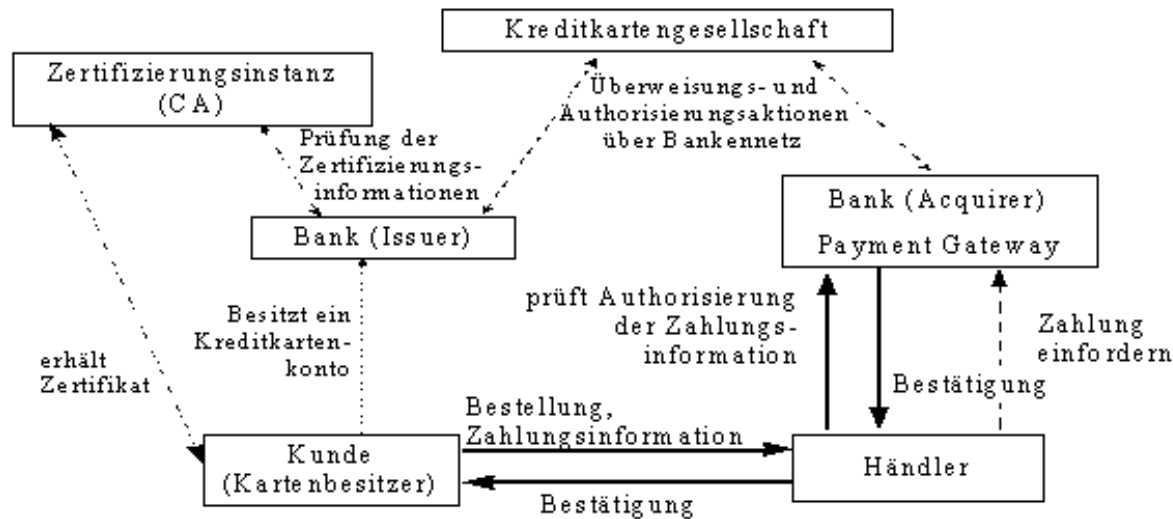 Kreditkartengesellschaft
Zertifizierungsinstanz
(CA)
Überweisungs- und
Authorisierungsaktionen
über Bankennetz
Prüfung der
Zertifizierungs-
informationen
Bank (Acquirer)
Payment Gateway
Bank (Issuer)
Besitzt ein
Kreditkarten-
konto
prüft Authorisierung
der Zahlungs-
information
Zahlung
einfordern
erhält
Zertifikat
Bestätigung
Bestellung,
Zahlungsinformation
Kunde
(Kartenbesitzer)
Händler
Bestätigung